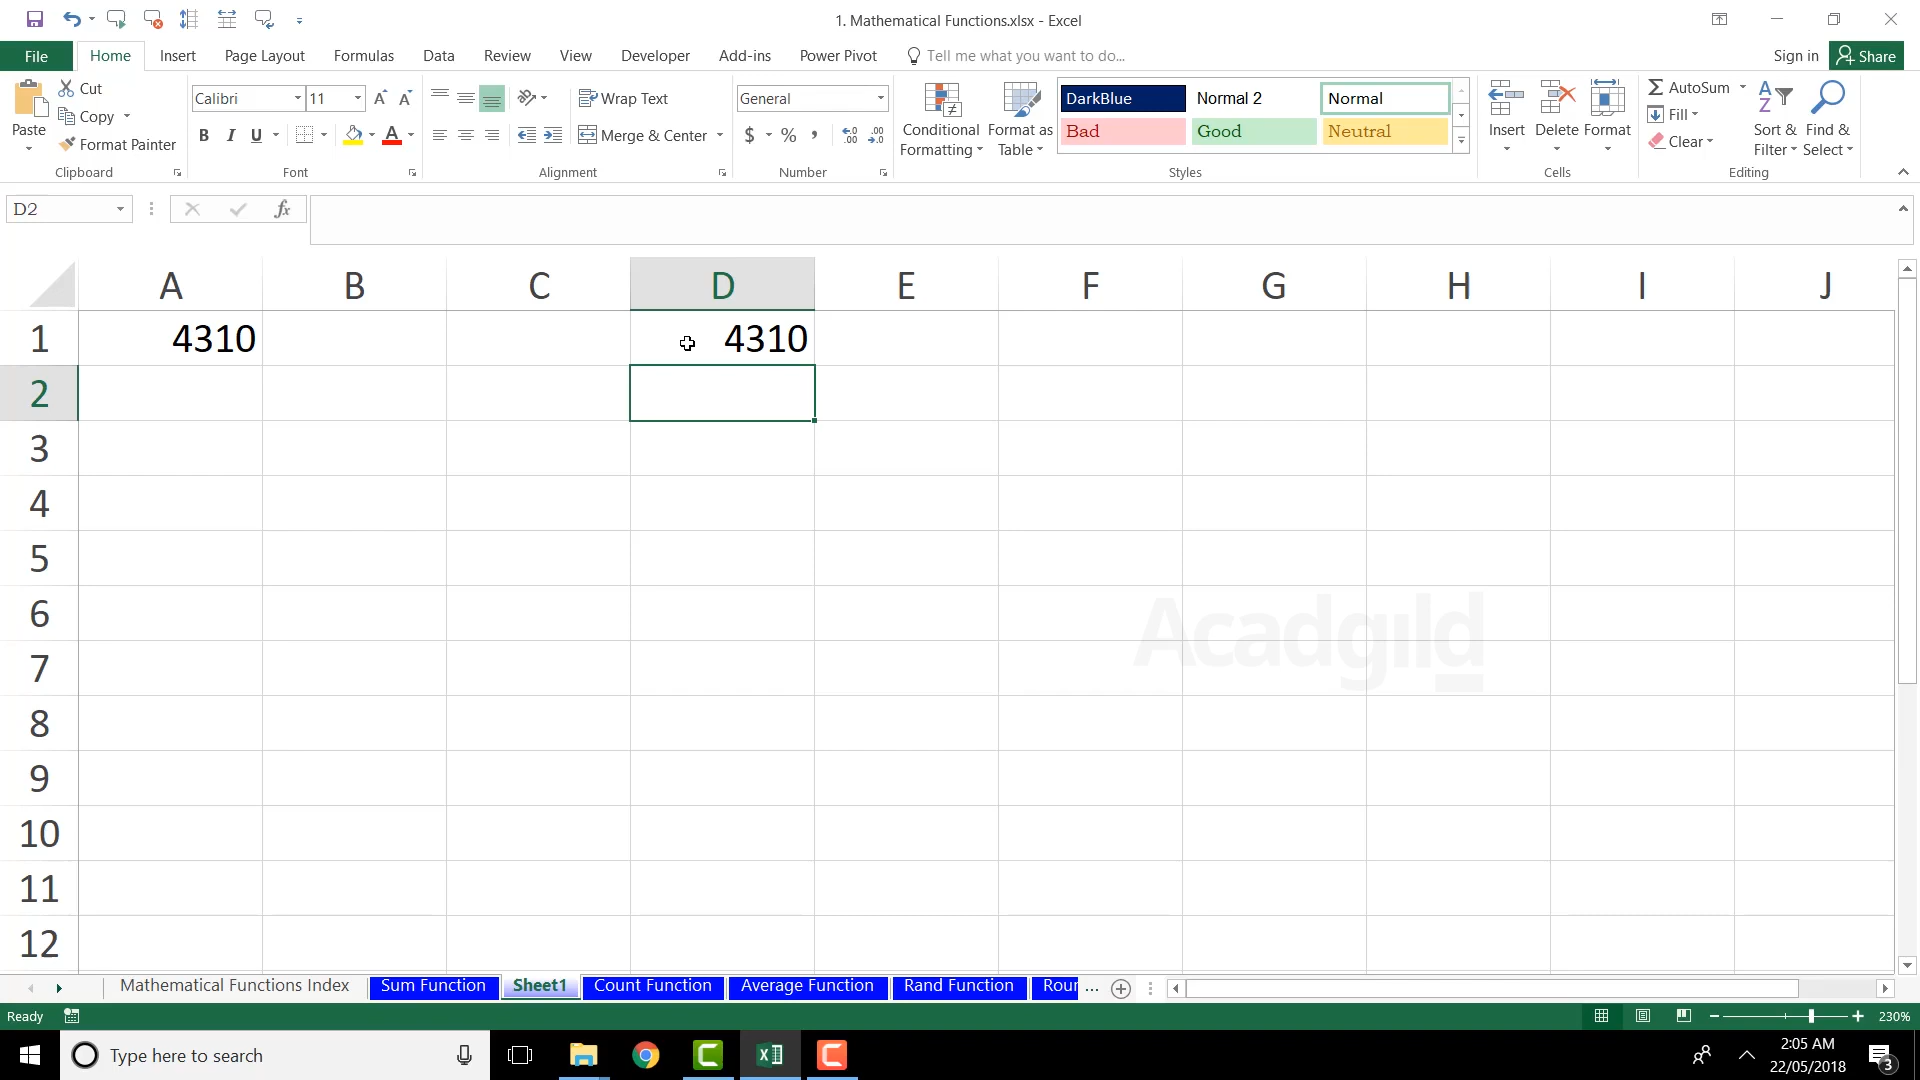 1. Mathematical Functions.xlsx - Excel
File Home Insert Page Layout Formulas Data Review View Developer Add-ins Power Pivot Tell me what you want to do... Sign in Share
Paste Cut Copy Format Painter
Clipboard
Calibri 11
B I U A
Font
Wrap Text
Merge & Center
Alignment
General
$ % , .00 .00
Number
Conditional Formatting
Format as Table
DarkBlue Normal 2 Normal
Bad Good Neutral
Styles
Insert Delete Format
Cells
AutoSum
Fill
Clear
Sort & Filter
Find & Select
Editing
D2 fx
A B C D E F G H I J
1 4310 4310
2
3
4
5
6
7
8
9
10
11
12
Acadgild
Mathematical Functions Index Sum Function Sheet1 Count Function Average Function Rand Function Roun ...
Ready 230%
Type here to search
2:05 AM
22/05/2018
3